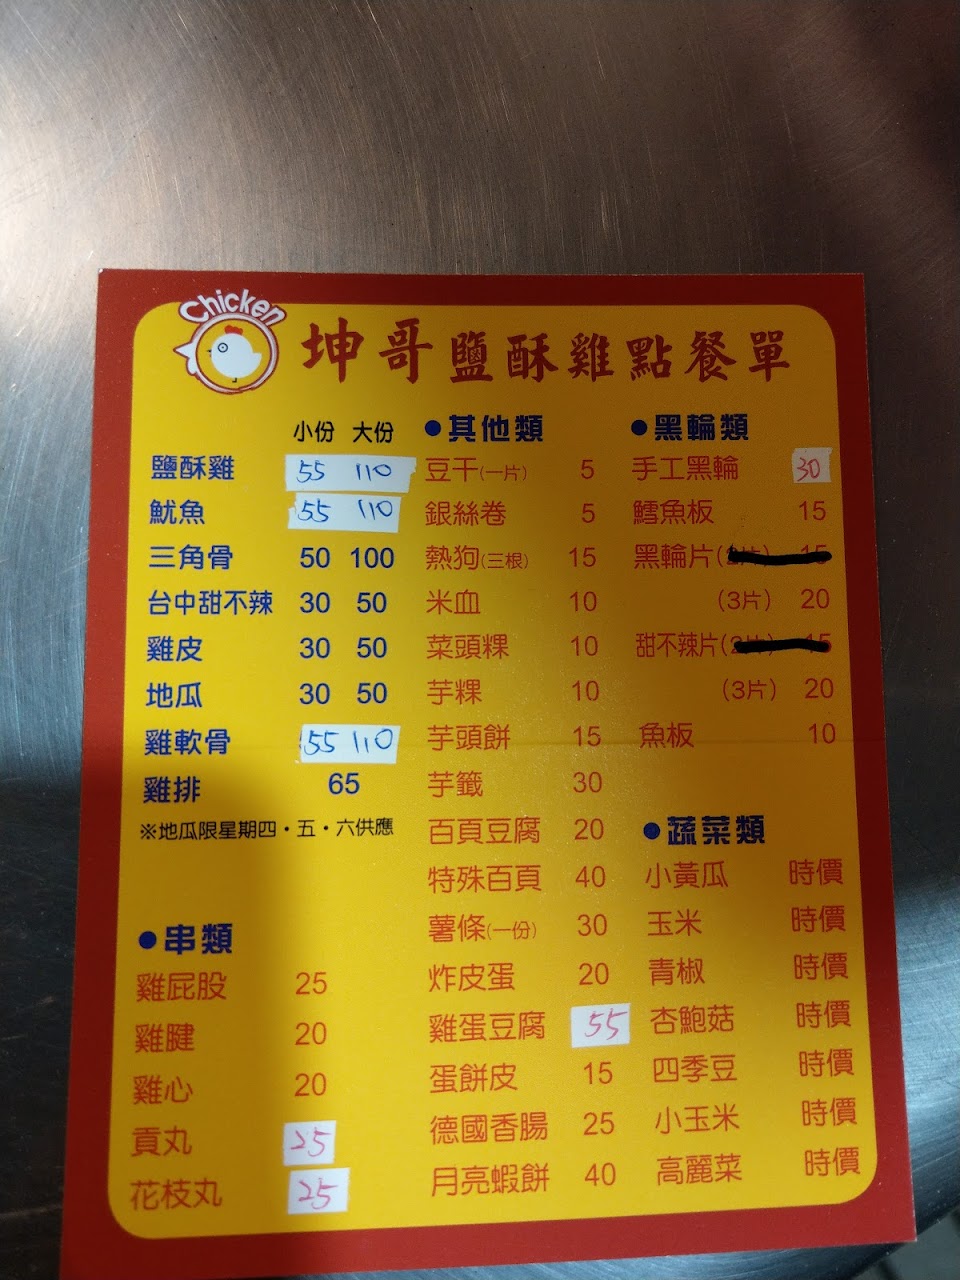 Chicken
坤哥鹽酥雞點餐單
小份 大份
鹽酥雞 55 110
魷魚 55 110
三角骨 50 100
台中甜不辣 30 50
雞皮 30 50
地瓜 30 50
雞軟骨 55 110
雞排 65
※地瓜限星期四・五・六供應
●串類
雞屁股 25
雞腱 20
雞心 20
貢丸 25
花枝丸 25
●其他類
豆干(一片) 5
銀絲卷 5
熱狗(三根) 15
米血 10
菜頭粿 10
芋粿 10
芋頭餅 15
芋籤 30
百頁豆腐 20
特殊百頁 40
薯條(一份) 30
炸皮蛋 20
雞蛋豆腐 55
蛋餅皮 15
德國香腸 25
月亮蝦餅 40
●黑輪類
手工黑輪 30
鱈魚板 15
黑輪片(2片) 15
(3片) 20
甜不辣片(2片) 15
(3片) 20
魚板 10
●蔬菜類
小黃瓜 時價
玉米 時價
青椒 時價
杏鮑菇 時價
四季豆 時價
小玉米 時價
高麗菜 時價